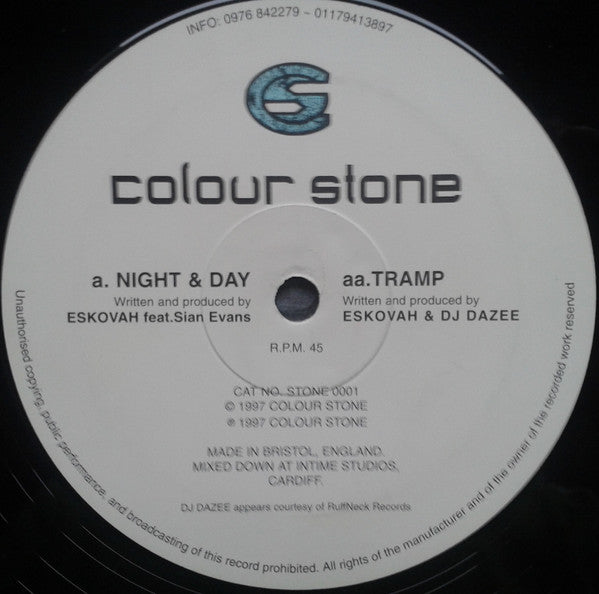 INFO: 0976 842279 - 01179413897
CS
colour stone
a. NIGHT & DAY
Written and produced by
ESKOVAH feat.Sian Evans
aa.TRAMP
Written and produced by
ESKOVAH & DJ DAZEE
R.P.M. 45
CAT NO. STONE 0001
© 1997 COLOUR STONE
℗ 1997 COLOUR STONE
MADE IN BRISTOL, ENGLAND.
MIXED DOWN AT INTIME STUDIOS,
CARDIFF.
DJ DAZEE appears courtesy of RuffNeck Records
Unauthorised copying, public performance, and broadcasting of this record prohibited. All rights of the manufacturer and of the owner of the recorded work reserved